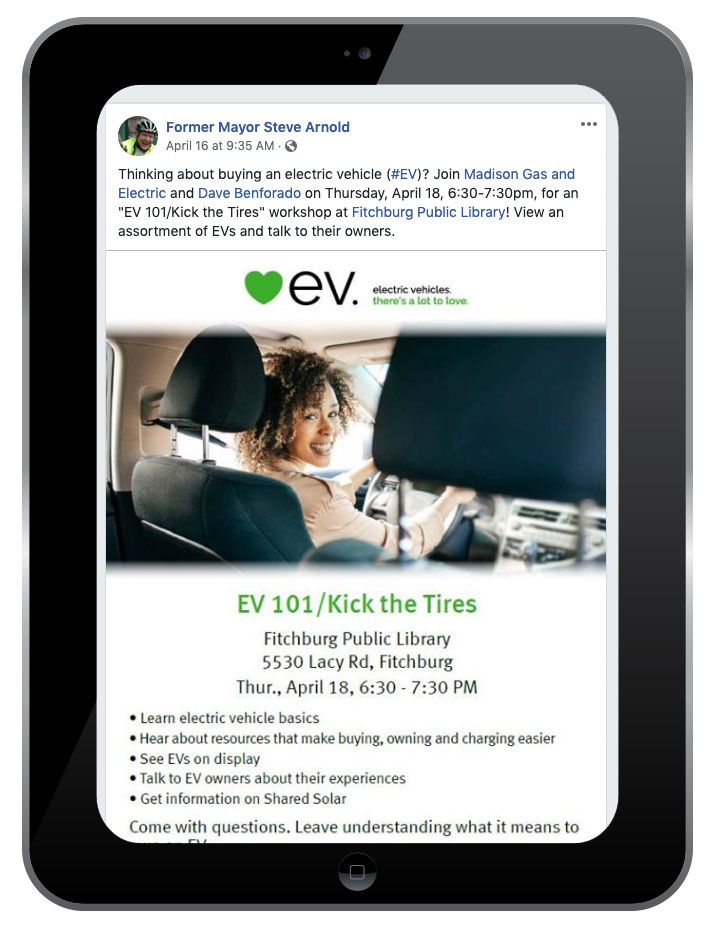 Former Mayor Steve Arnold
April 16 at 9:35 AM ·
Thinking about buying an electric vehicle (#EV)? Join Madison Gas and
Electric and Dave Benforado on Thursday, April 18, 6:30-7:30pm, for an
"EV 101/Kick the Tires" workshop at Fitchburg Public Library! View an
assortment of EVs and talk to their owners.
ev.
electric vehicles.
there's a lot to love.
EV 101/Kick the Tires
Fitchburg Public Library
5530 Lacy Rd, Fitchburg
Thur., April 18, 6:30 - 7:30 PM
• Learn electric vehicle basics
• Hear about resources that make buying, owning and charging easier
• See EVs on display
• Talk to EV owners about their experiences
• Get information on Shared Solar
Come with questions. Leave understanding what it means to